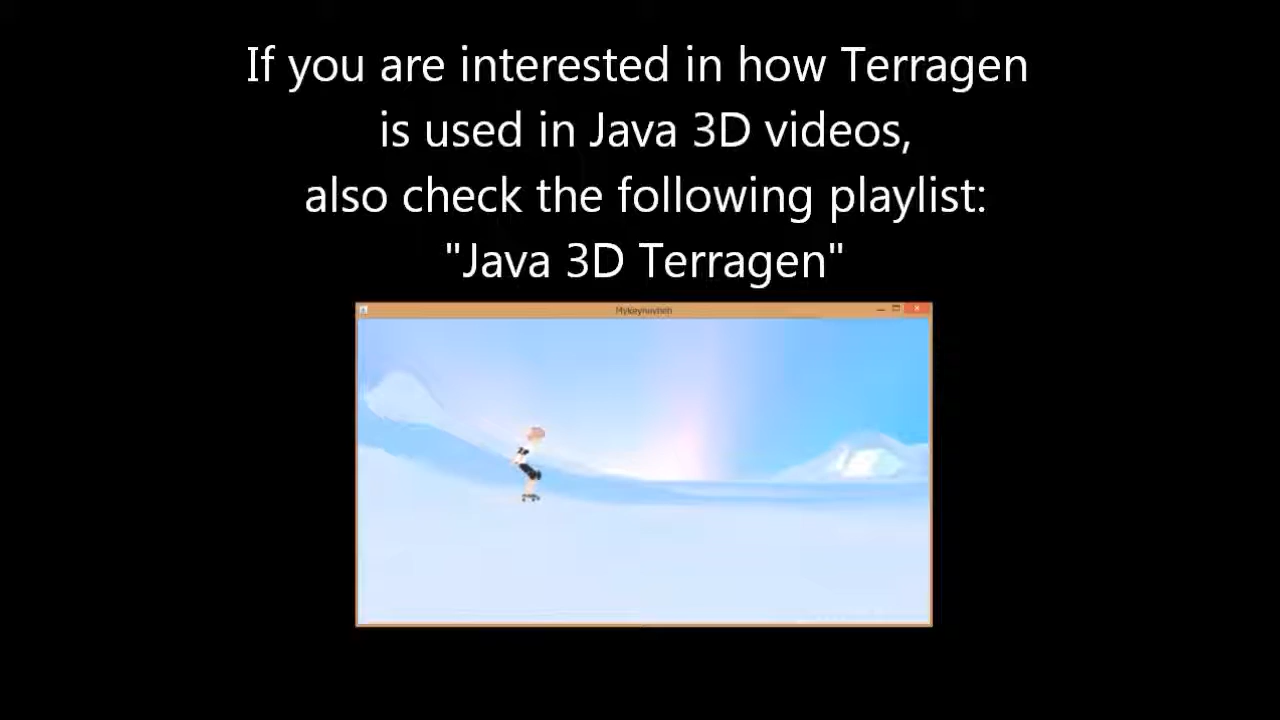 If you are interested in how Terragen
is used in Java 3D videos,
also check the following playlist:
"Java 3D Terragen"